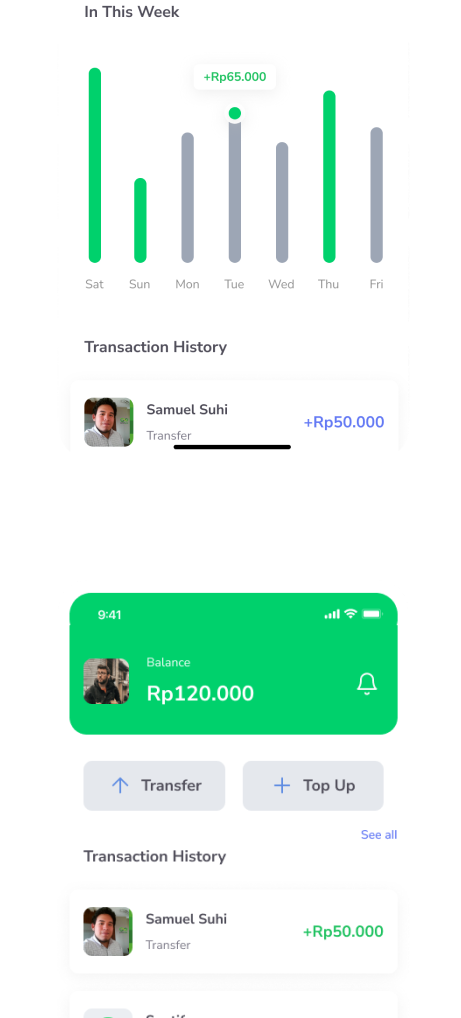 In This Week
+Rp65.000
Sat Sun Mon Tue Wed Thu Fri
Transaction History
Samuel Suhi
+Rp50.000
Transfer
9:41
Balance
Rp120.000
Transfer
Top Up
See all
Transaction History
Samuel Suhi
+Rp50.000
Transfer